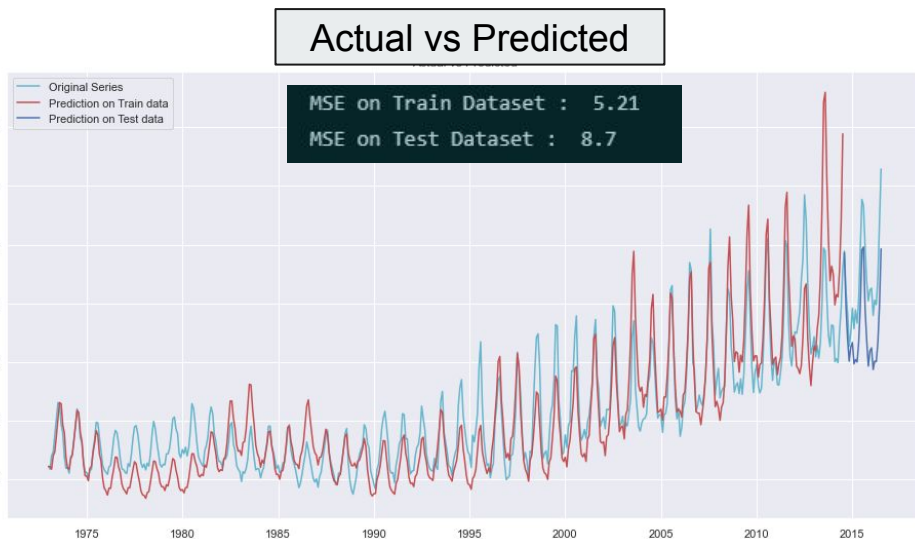 Actual vs Predicted
Original Series
Prediction on Train data
Prediction on Test data
MSE on Train Dataset :  5.21
MSE on Test Dataset :  8.7
1975 1980 1985 1990 1995 2000 2005 2010 2015